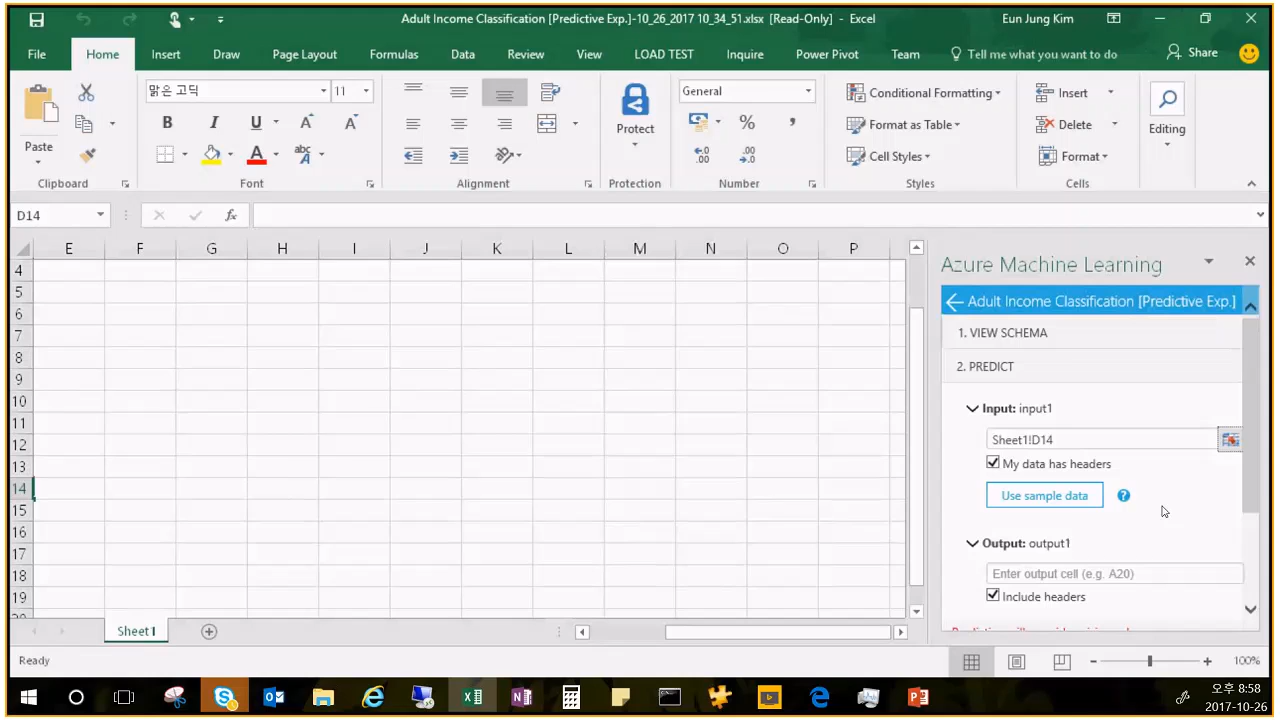 Adult Income Classification [Predictive Exp.]-10_26_2017 10_34_51.xlsx [Read-Only] - Excel
Eun Jung Kim
File Home Insert Draw Page Layout Formulas Data Review View LOAD TEST Inquire Power Pivot Team Tell me what you want to do Share
맑은 고딕 11
General
Conditional Formatting
Insert
B I U A A
%
Format as Table
Delete
Paste
Protect
Editing
A abc
.00
Cell Styles
Format
Clipboard Font Alignment Protection Number Styles Cells
D14 fx
E F G H I J K L M N O P
4
5
6
7
8
9
10
11
12
13
14
15
16
17
18
19
Azure Machine Learning
Adult Income Classification [Predictive Exp.]
1. VIEW SCHEMA
2. PREDICT
Input: input1
Sheet1!D14
My data has headers
Use sample data ?
Output: output1
Enter output cell (e.g. A20)
Include headers
Sheet1
Ready
100%
오후 8:58
2017-10-26